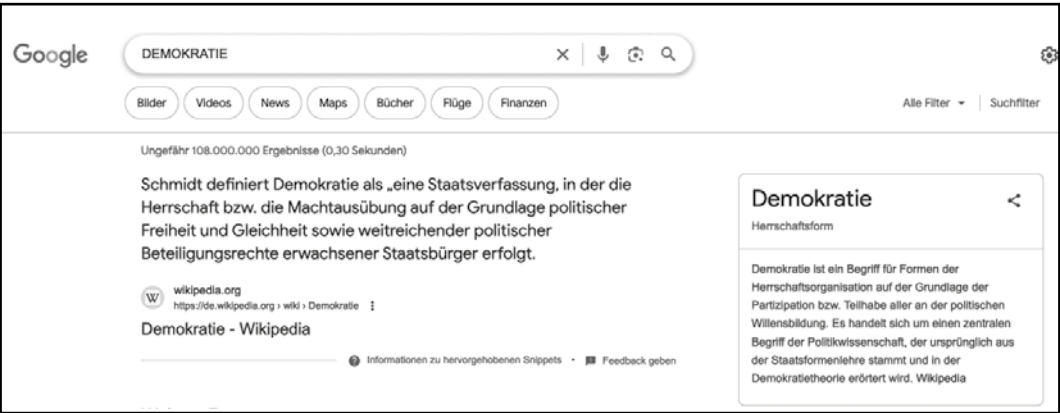 Google
DEMOKRATIE
Bilder Videos News Maps Bücher Flüge Finanzen
Alle Filter Suchfilter
Ungefähr 108.000.000 Ergebnisse (0,30 Sekunden)
Schmidt definiert Demokratie als „eine Staatsverfassung, in der die
Herrschaft bzw. die Machtausübung auf der Grundlage politischer
Freiheit und Gleichheit sowie weitreichender politischer
Beteiligungsrechte erwachsener Staatsbürger erfolgt.
W
wikipedia.org
https://de.wikipedia.org › wiki › Demokratie
Demokratie - Wikipedia
Informationen zu hervorgehobenen Snippets • Feedback geben
Demokratie
Herrschaftsform
Demokratie ist ein Begriff für Formen der
Herrschaftsorganisation auf der Grundlage der
Partizipation bzw. Teilhabe aller an der politischen
Willensbildung. Es handelt sich um einen zentralen
Begriff der Politikwissenschaft, der ursprünglich aus
der Staatsformenlehre stammt und in der
Demokratietheorie erörtert wird. Wikipedia